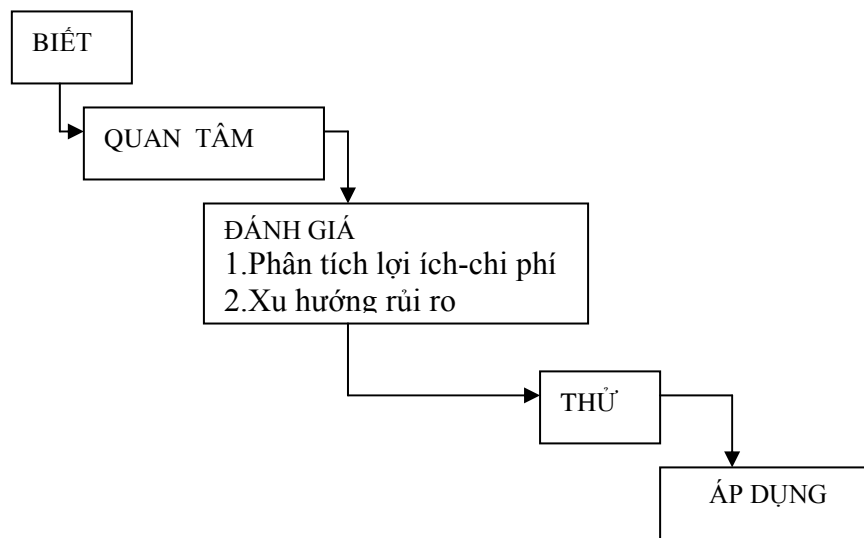 BIẾT
QUAN TÂM
ĐÁNH GIÁ
1.Phân tích lợi ích-chi phí
2.Xu hướng rủi ro
THỬ
ÁP DỤNG